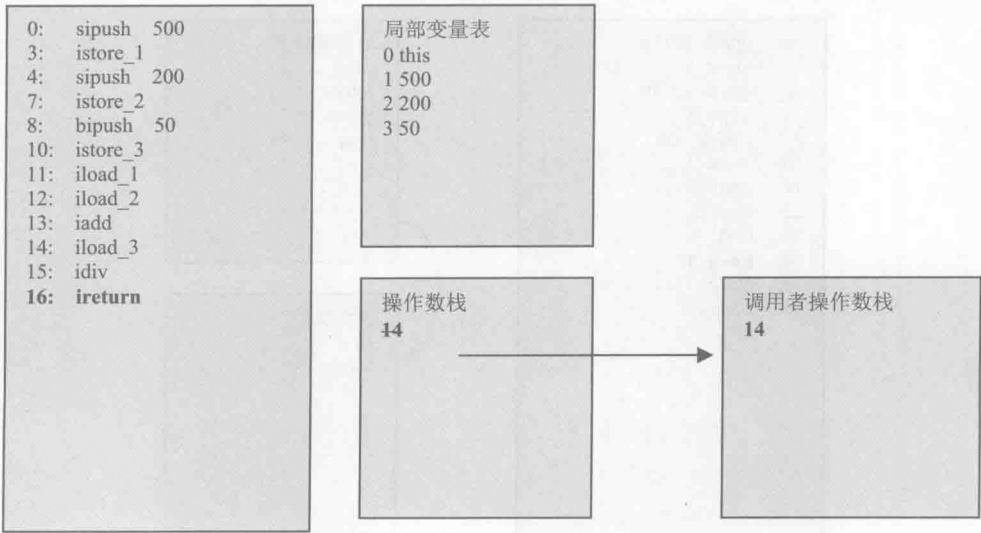 0: sipush 500
3: istore_1
4: sipush 200
7: istore_2
8: bipush 50
10: istore_3
11: iload_1
12: iload_2
13: iadd
14: iload_3
15: idiv
16: ireturn
局部变量表
0 this
1 500
2 200
3 50
操作数栈
14
调用者操作数栈
14